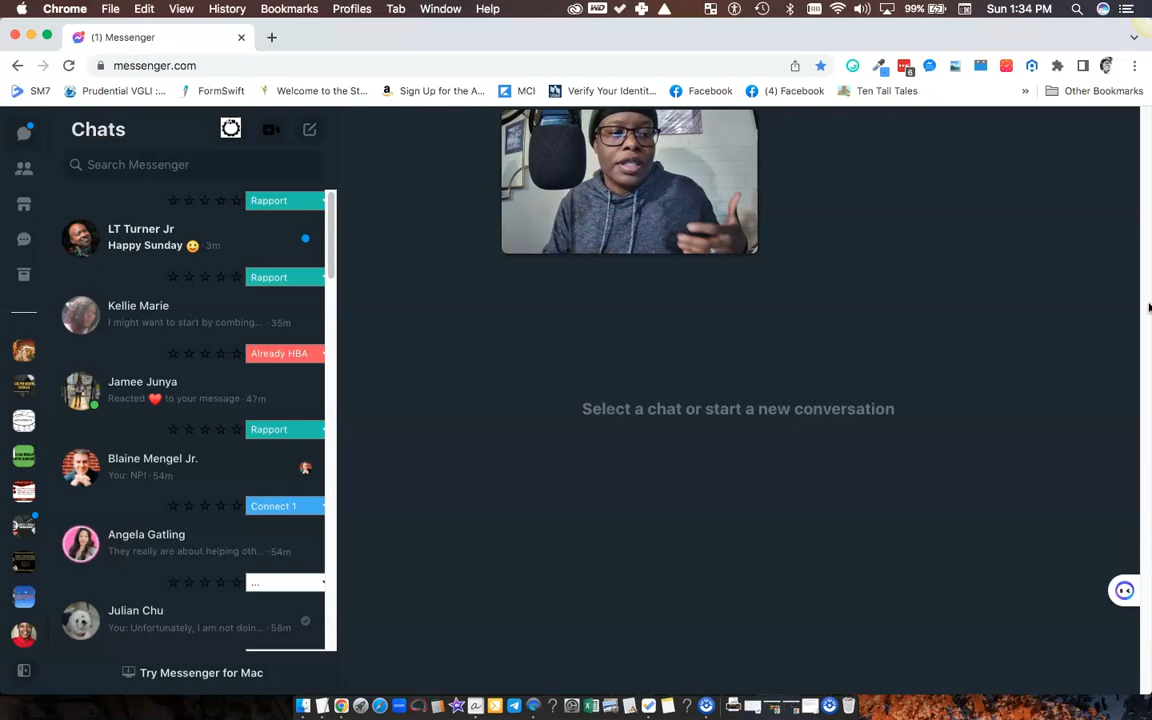 Chrome File Edit View History Bookmarks Profiles Tab Window Help
WD
99%
Sun 1:34 PM
(1) Messenger
messenger.com
6
SM7
Prudential VGLI :...
FormSwift
Welcome to the St...
Sign Up for the A...
MCI
Verify Your Identit...
Facebook
(4) Facebook
Ten Tall Tales
»
Other Bookmarks
Chats
Search Messenger
Rapport
LT Turner Jr
Happy Sunday 😀 · 3m
Rapport
Kellie Marie
I might want to start by combing... · 35m
Already HBA
Jamee Junya
Reacted ❤️ to your message · 47m
Rapport
Blaine Mengel Jr.
You: NP! · 54m
Connect 1
Angela Gatling
They really are about helping oth... · 54m
...
Julian Chu
You: Unfortunately, I am not doin... · 58m
Try Messenger for Mac
Select a chat or start a new conversation